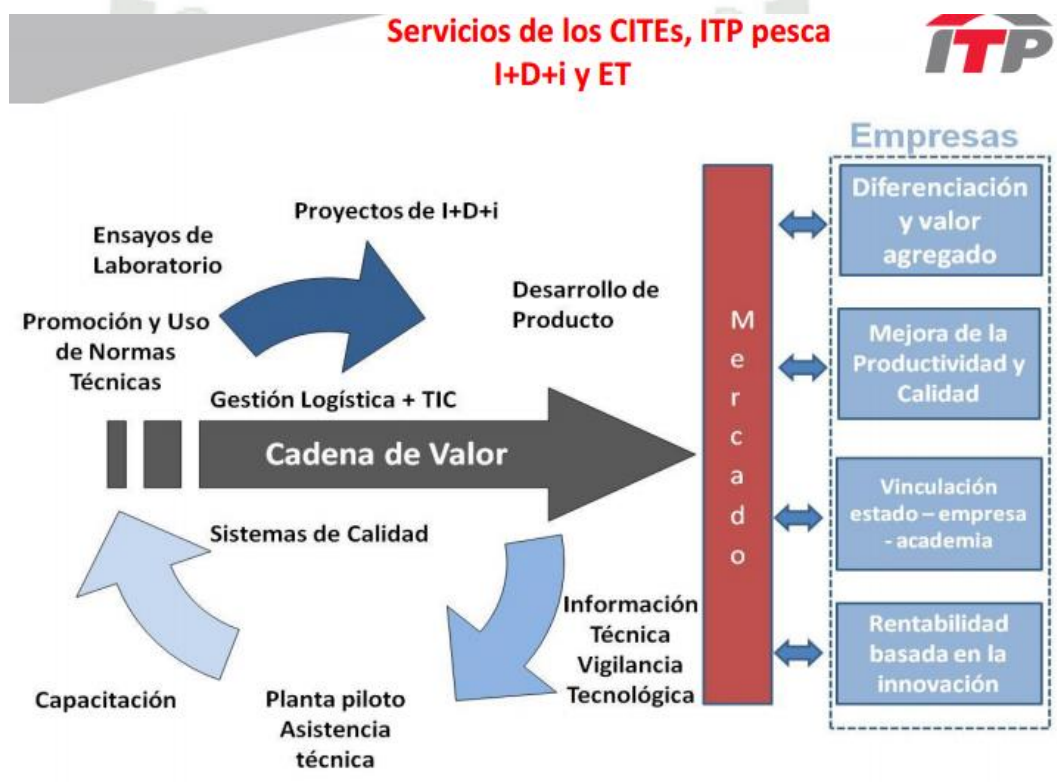 Servicios de los CITEs, ITP pesca
I+D+i y ET
ITP
Empresas
Proyectos de I+D+i
Ensayos de
Laboratorio
Promoción y Uso
de Normas
Técnicas
Desarrollo de
Producto
Gestión Logística + TIC
Cadena de Valor
Sistemas de Calidad
Información
Técnica
Vigilancia
Tecnológica
Capacitación
Planta piloto
Asistencia
técnica
Mercado
Diferenciación
y valor
agregado
Mejora de la
Productividad y
Calidad
Vinculación
estado – empresa
- academia
Rentabilidad
basada en la
innovación